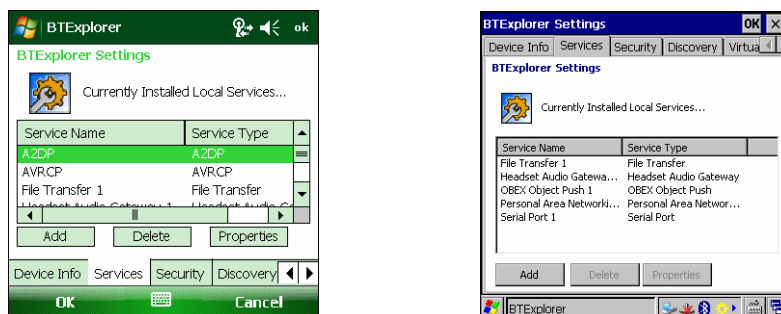 BTExplorer ok
BTExplorer Settings
Currently Installed Local Services...
Service Name Service Type
A2DP A2DP
AVRCP AVRCP
File Transfer 1 File Transfer
Add Delete Properties
Device Info Services Security Discovery
OK Cancel
BTExplorer Settings OK
Device Info Services Security Discovery Virtua
BTExplorer Settings
Currently Installed Local Services...
Service Name Service Type
File Transfer 1 File Transfer
Headset Audio Gatewa... Headset Audio Gateway
OBEX Object Push 1 OBEX Object Push
Personal Area Networki... Personal Area Networ...
Serial Port 1 Serial Port
Add Delete Properties
BTExplorer